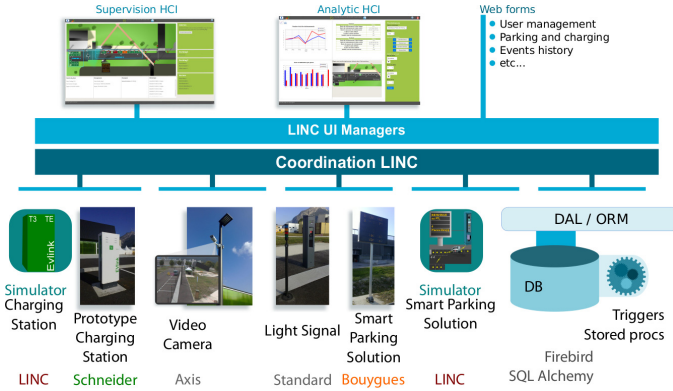 Supervision HCI
Analytic HCI
Web forms
User management
Parking and charging
Events history
etc...
LINC UI Managers
Coordination LINC
T3 TE
Evlink
Simulator
Charging
Station
LINC
Prototype
Charging
Station
Schneider
Video
Camera
Axis
Light Signal
Standard
Smart
Parking
Solution
Bouygues
Simulator
Smart Parking
Solution
LINC
DAL / ORM
DB
Triggers
Stored procs
Firebird
SQL Alchemy